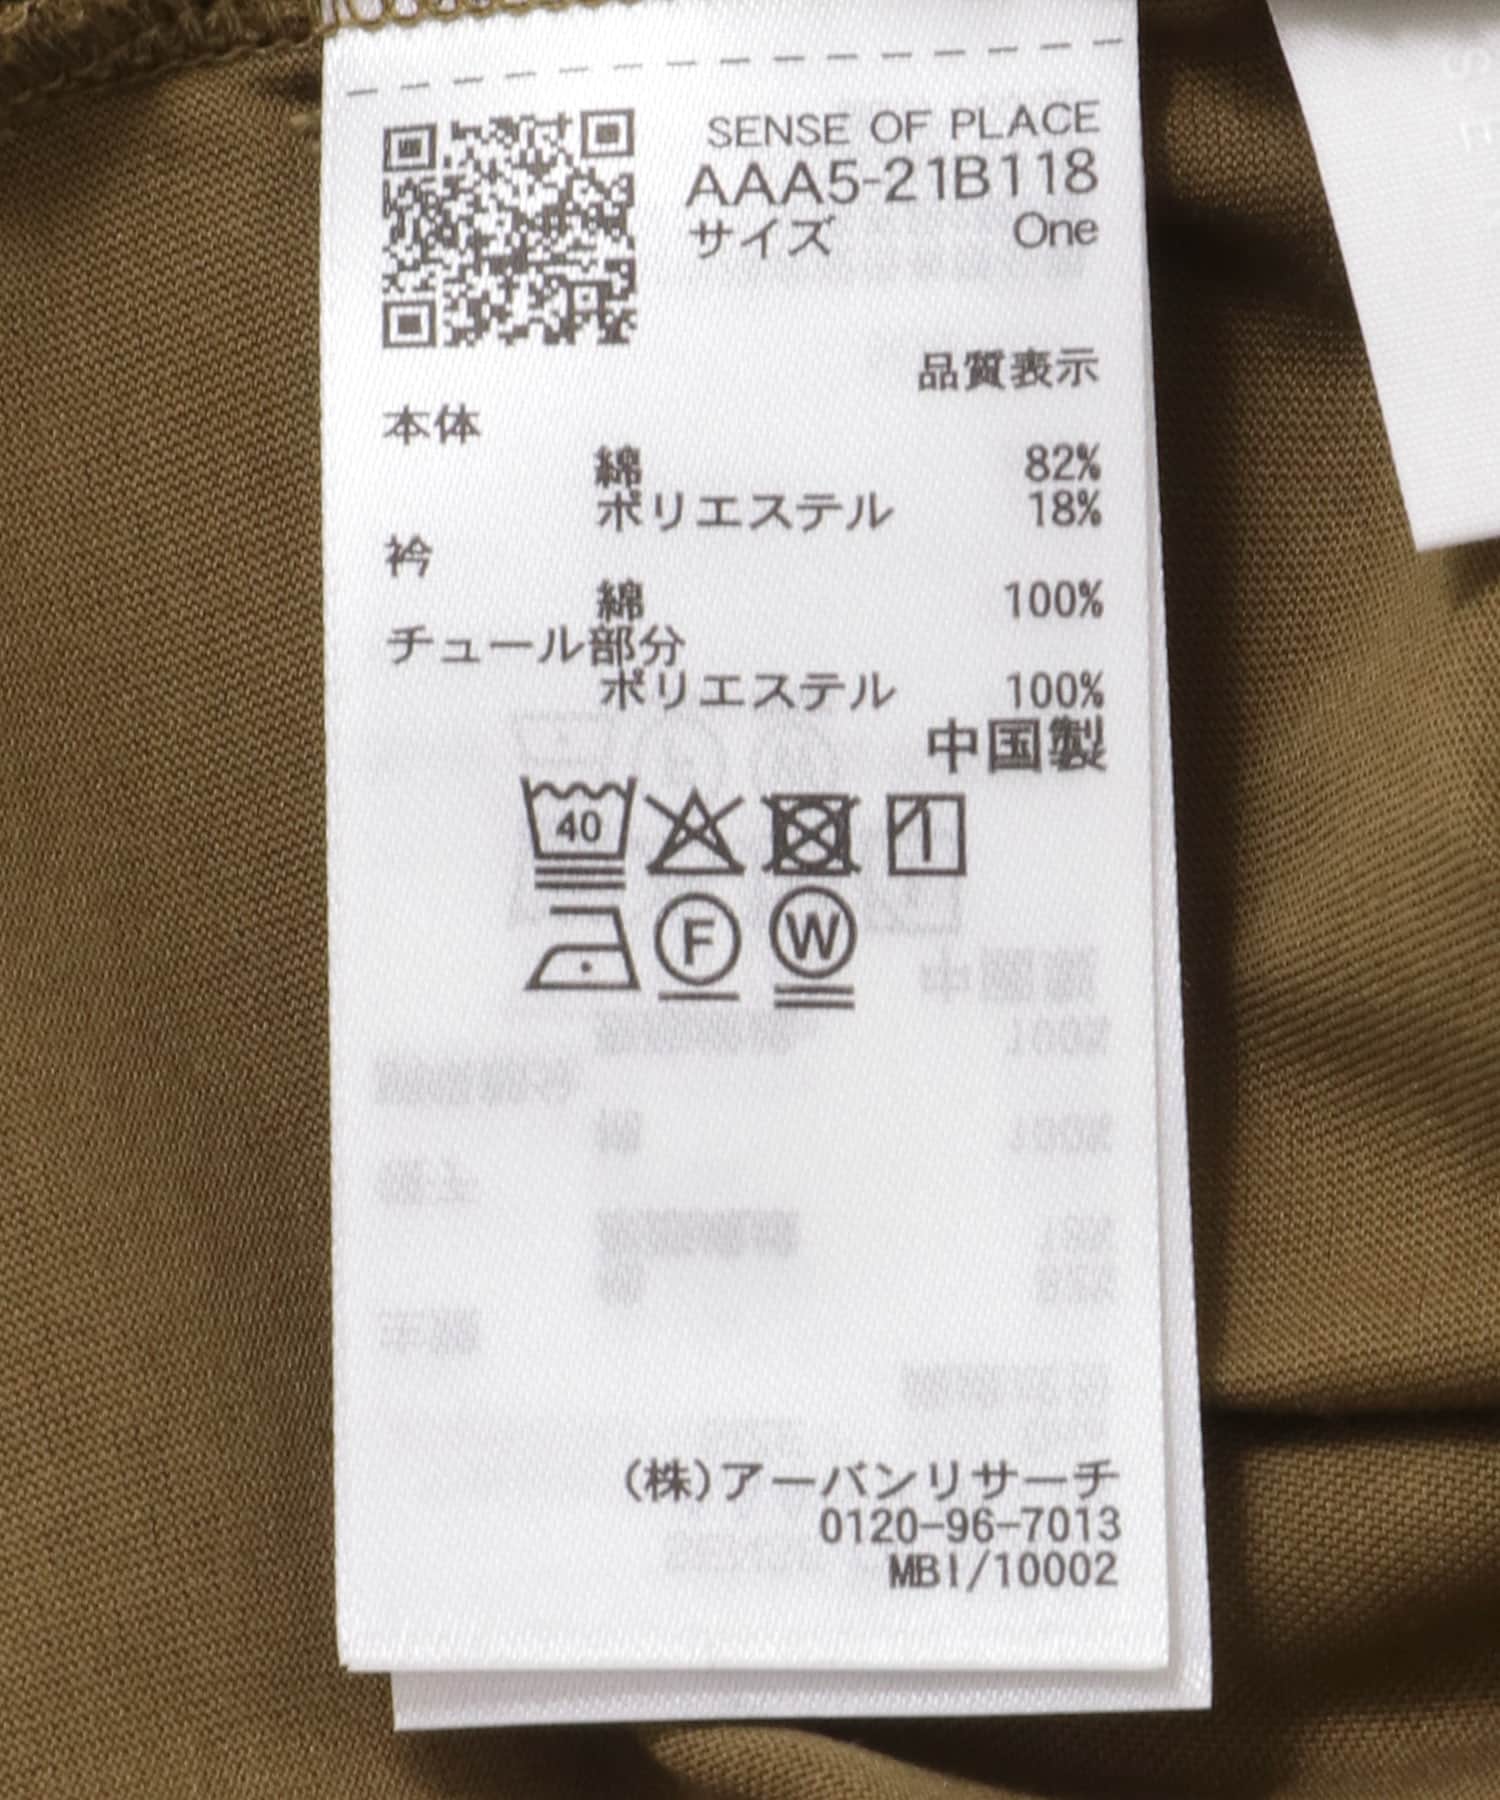 SENSE OF PLACE
AAA5-21B118
サイズ One
品質表示
本体
綿 82%
ポリエステル 18%
衿
綿 100%
チュール部分
ポリエステル 100%
中国製
40
F W
(株)アーバンリサーチ
0120-96-7013
MBI/10002